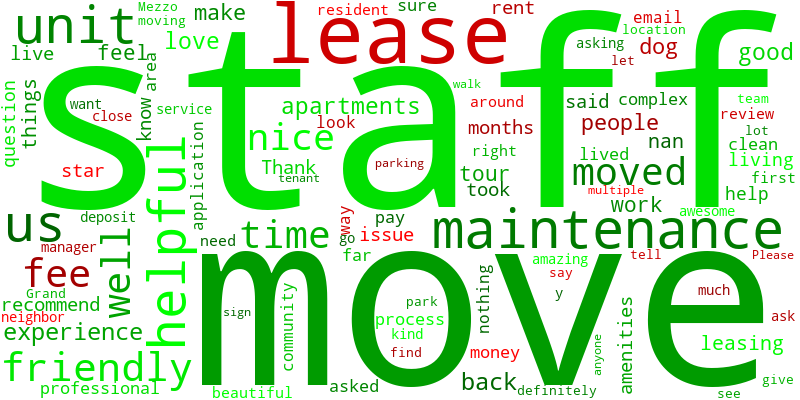 Mezzo
moving
make
resident
sure
rent
email
location
unit
lease
love
asking
dog
good
live
feel
area
let
staff
question
things
want
close
know
service
apartments
nice
look
around
months
walk
said
complex
people
nan
team
review
lot
clean
star
application
Thank
tenant
parking
right
lived
tour
took
moved
multiple
living
first
help
helpful
us
deposit
way
pay
work
awesome
manager
well
need
time
go
issue
maintenance
fee
far
move
amazing
say
tell
Please
Grand
recommend
neighbor
experience
sign
community
park
process
kind
find
nothing
y
much
ask
amenities
anyone
leasing
friendly
money
professional
beautiful
asked
back
definitely
see
give